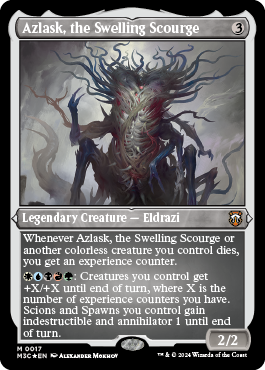 Azlask, the Swelling Scourge 3
Legendary Creature — Eldrazi
Whenever Azlask, the Swelling Scourge or
another colorless creature you control dies,
you get an experience counter.
: Creatures you control get
+X/+X until end of turn, where X is the
number of experience counters you have.
Scions and Spawns you control gain
indestructible and annihilator 1 until
end of turn.
2/2
M 0017
M3C ★ EN Alexander Mokhov
™ & © 2024 Wizards of the Coast